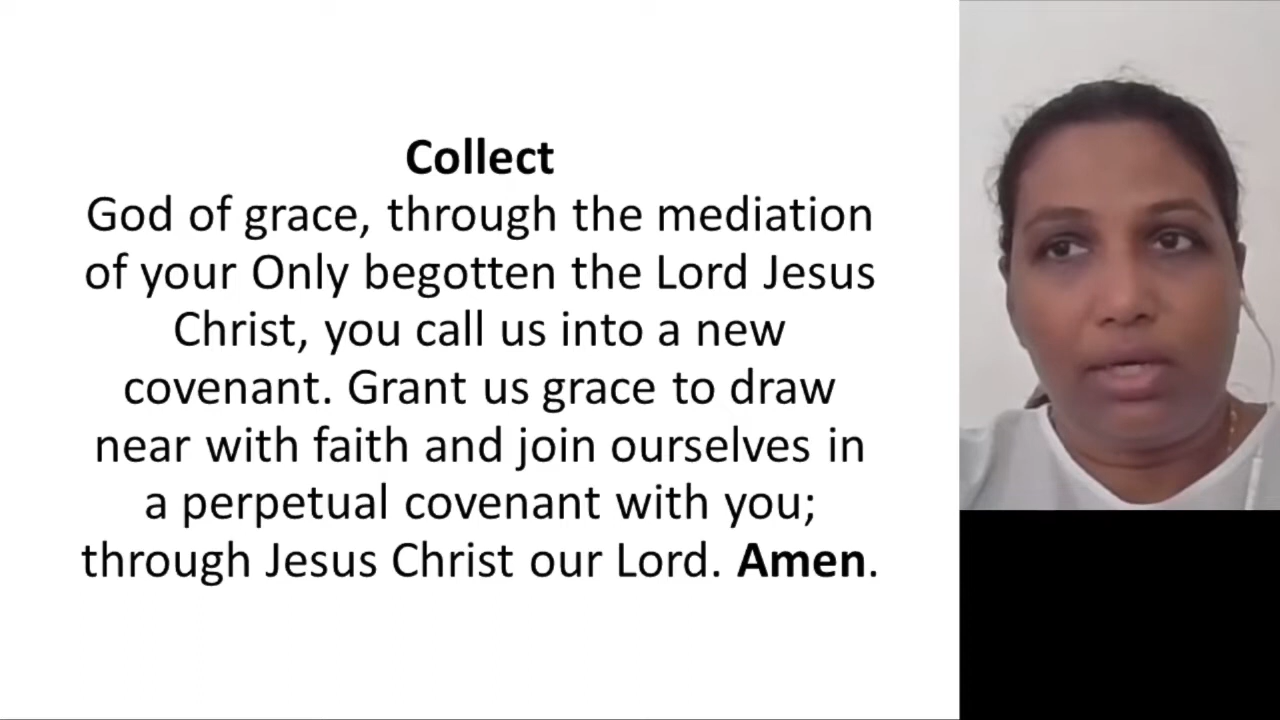 Collect
God of grace, through the mediation
of your Only begotten the Lord Jesus
Christ, you call us into a new
covenant. Grant us grace to draw
near with faith and join ourselves in
a perpetual covenant with you;
through Jesus Christ our Lord. Amen.